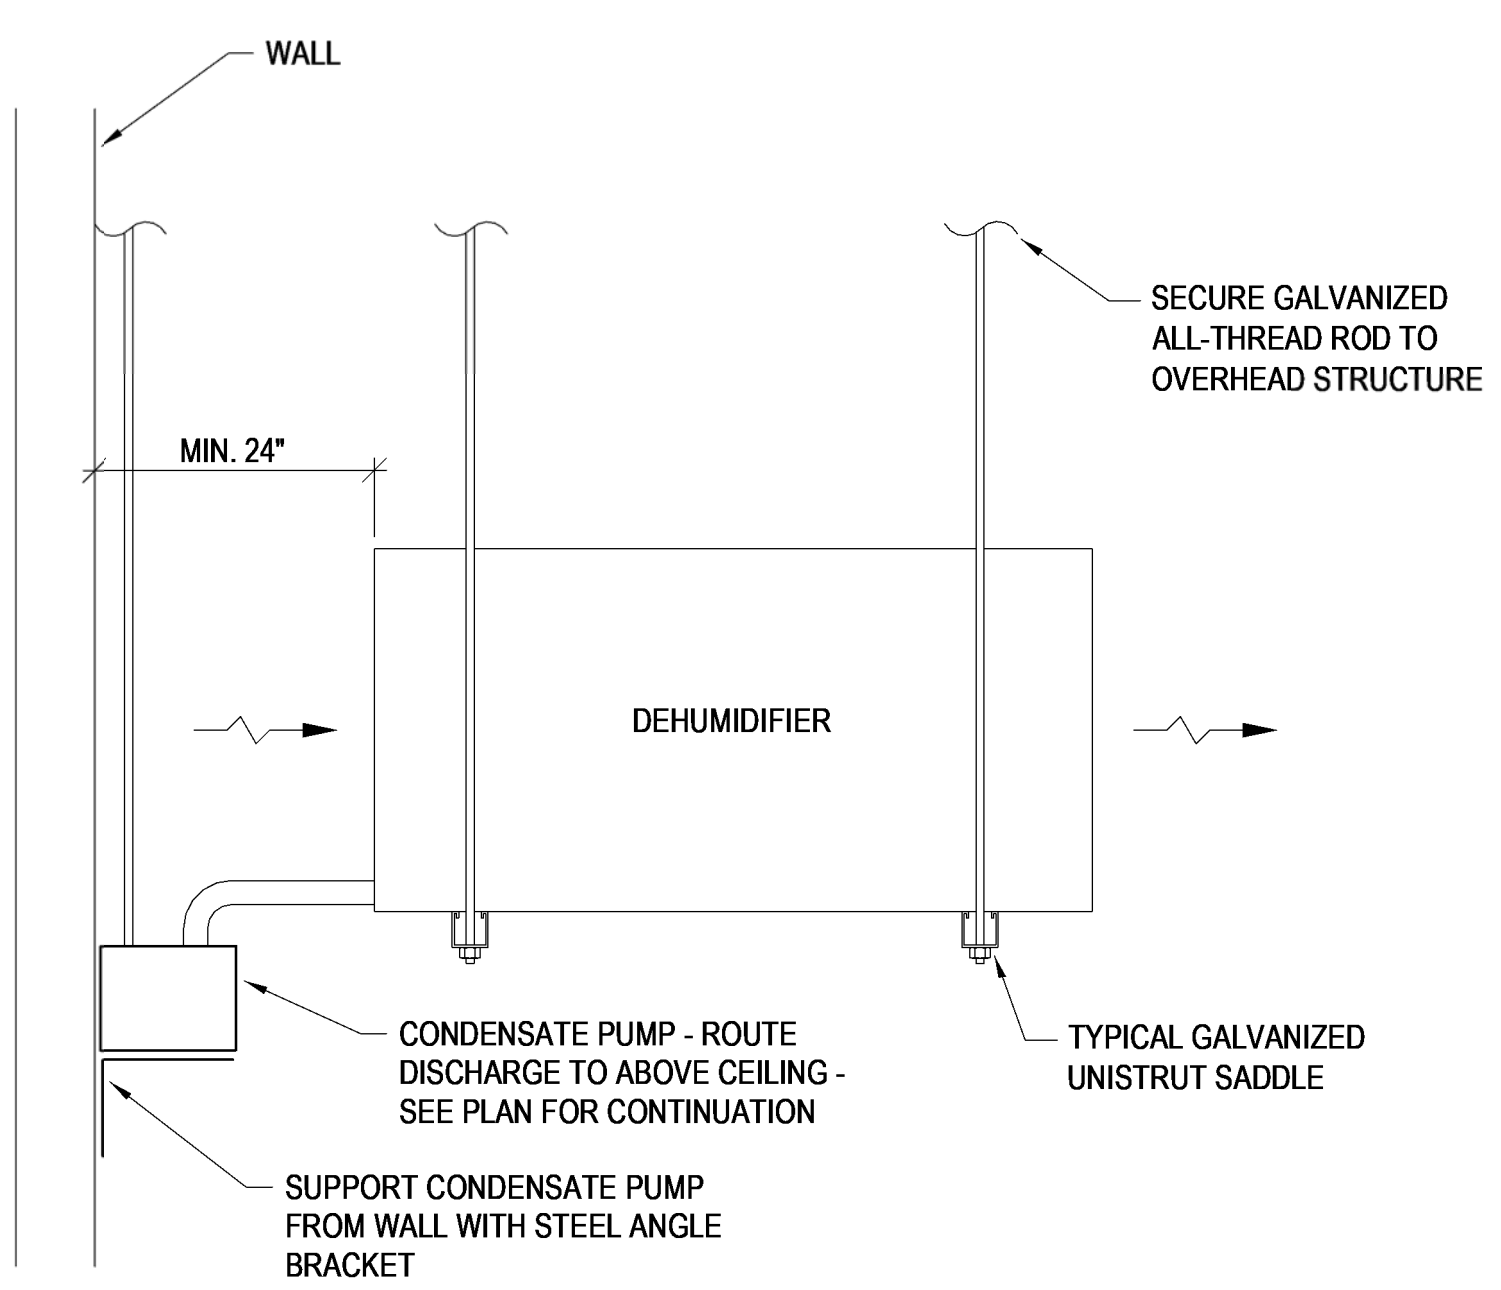 WALL
SECURE GALVANIZED
ALL-THREAD ROD TO
OVERHEAD STRUCTURE
MIN. 24"
DEHUMIDIFIER
CONDENSATE PUMP - ROUTE
DISCHARGE TO ABOVE CEILING -
SEE PLAN FOR CONTINUATION
TYPICAL GALVANIZED
UNISTRUT SADDLE
SUPPORT CONDENSATE PUMP
FROM WALL WITH STEEL ANGLE
BRACKET